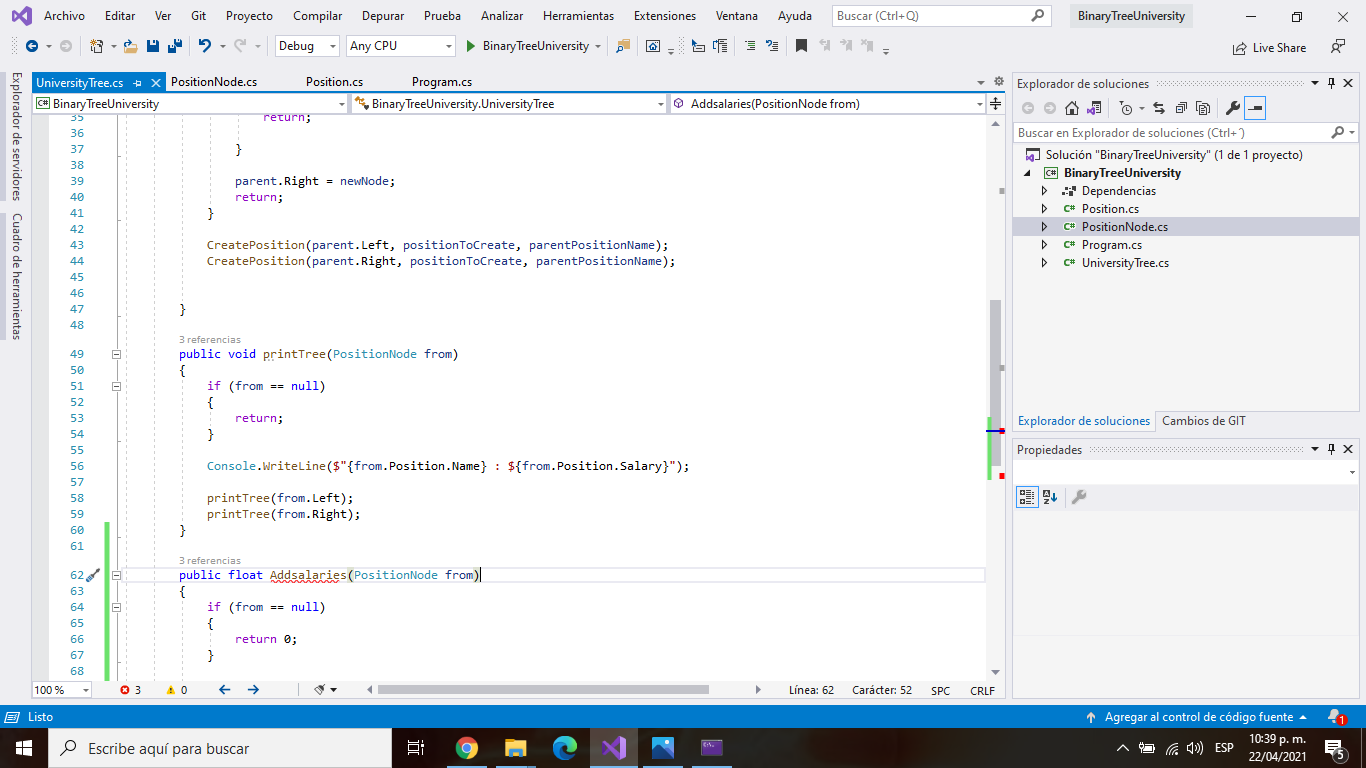 Archivo Editar Ver Git Proyecto Compilar Depurar Prueba Analizar Herramientas Extensiones Ventana Ayuda Buscar (Ctrl+Q) BinaryTreeUniversity
Debug Any CPU BinaryTreeUniversity Live Share
Explorador de servidores
Cuadro de herramientas
UniversityTree.cs PositionNode.cs Position.cs Program.cs
BinaryTreeUniversity BinaryTreeUniversity.UniversityTree Addsalaries(PositionNode from)
35 return;
36
37 }
38
39 parent.Right = newNode;
40 return;
41 }
42
43 CreatePosition(parent.Left, positionToCreate, parentPositionName);
44 CreatePosition(parent.Right, positionToCreate, parentPositionName);
45
46
47 }
48
3 referencias
49 public void printTree(PositionNode from)
50 {
51 if (from == null)
52 {
53 return;
54 }
55
56 Console.WriteLine($"{from.Position.Name} : ${from.Position.Salary}");
57
58 printTree(from.Left);
59 printTree(from.Right);
60 }
61
3 referencias
62 public float Addsalaries(PositionNode from)
63 {
64 if (from == null)
65 {
66 return 0;
67 }
68
100 % 3 0 Línea: 62 Carácter: 52 SPC CRLF
Explorador de soluciones
Buscar en Explorador de soluciones (Ctrl+´)
Solución "BinaryTreeUniversity" (1 de 1 proyecto)
BinaryTreeUniversity
Dependencias
C# Position.cs
C# PositionNode.cs
C# Program.cs
C# UniversityTree.cs
Explorador de soluciones Cambios de GIT
Propiedades
Listo Agregar al control de código fuente 1
Escribe aquí para buscar ESP 10:39 p. m.
22/04/2021 5